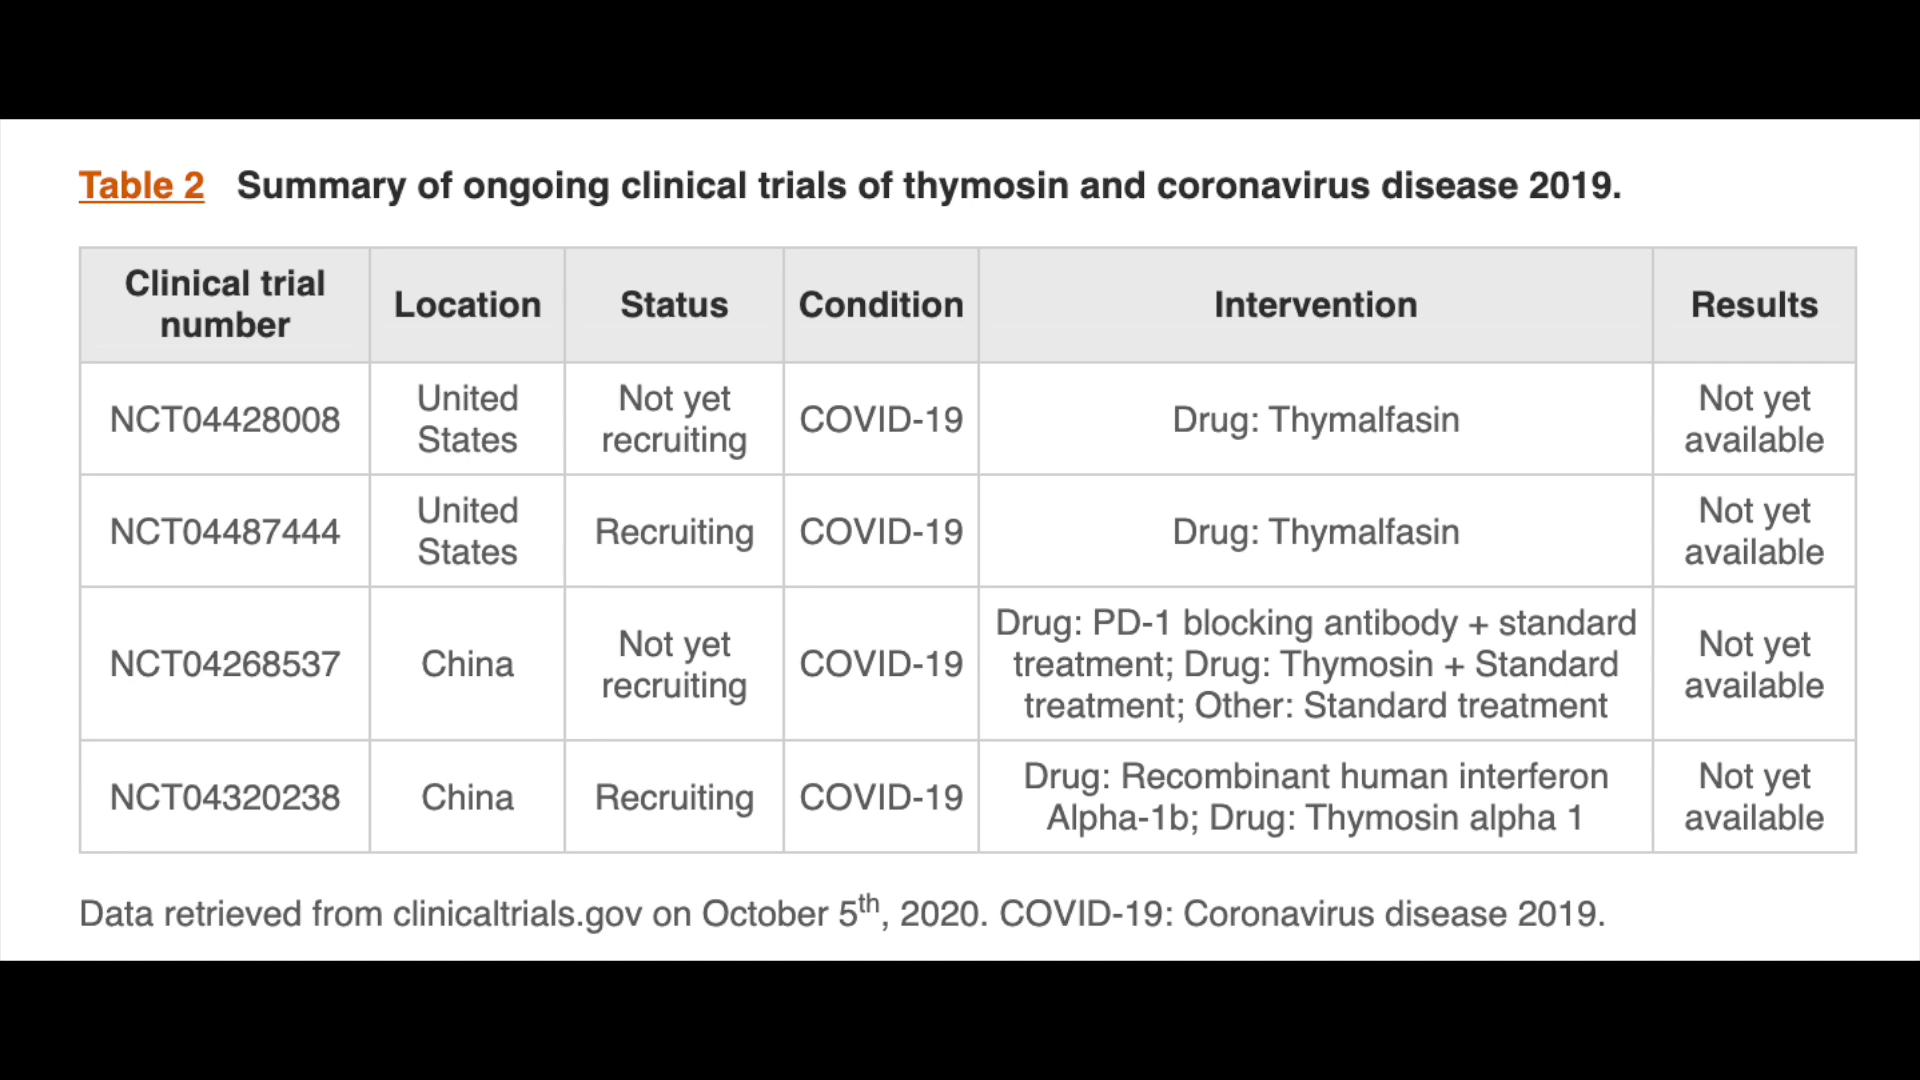 Table 2 Summary of ongoing clinical trials of thymosin and coronavirus disease 2019.
Clinical trial
number
Location
Status
Condition
Intervention
Results
NCT04428008
United
States
Not yet
recruiting
COVID-19
Drug: Thymalfasin
Not yet
available
NCT04487444
United
States
Recruiting
COVID-19
Drug: Thymalfasin
Not yet
available
NCT04268537
China
Not yet
recruiting
COVID-19
Drug: PD-1 blocking antibody + standard
treatment; Drug: Thymosin + Standard
treatment; Other: Standard treatment
Not yet
available
NCT04320238
China
Recruiting
COVID-19
Drug: Recombinant human interferon
Alpha-1b; Drug: Thymosin alpha 1
Not yet
available
Data retrieved from clinicaltrials.gov on October 5th, 2020. COVID-19: Coronavirus disease 2019.